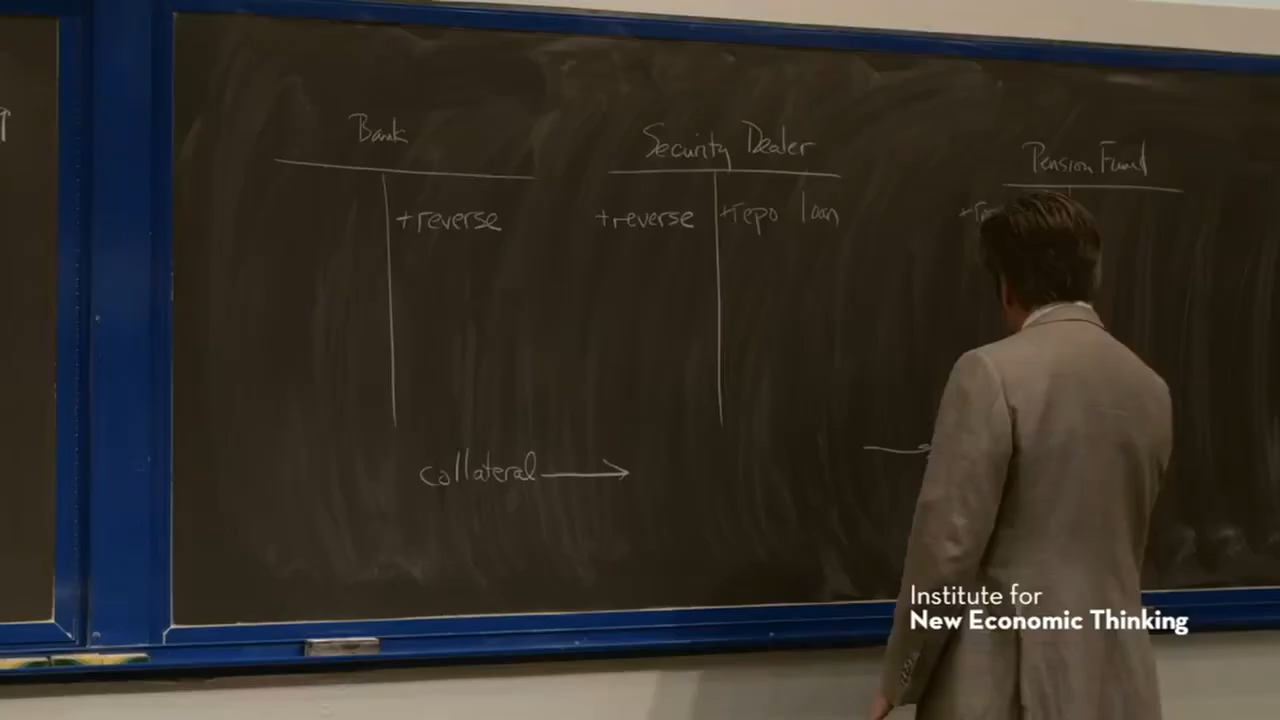 Bank
Security Dealer
Pension Fund
+reverse
+reverse
+repo loan
collateral
Institute for
New Economic Thinking